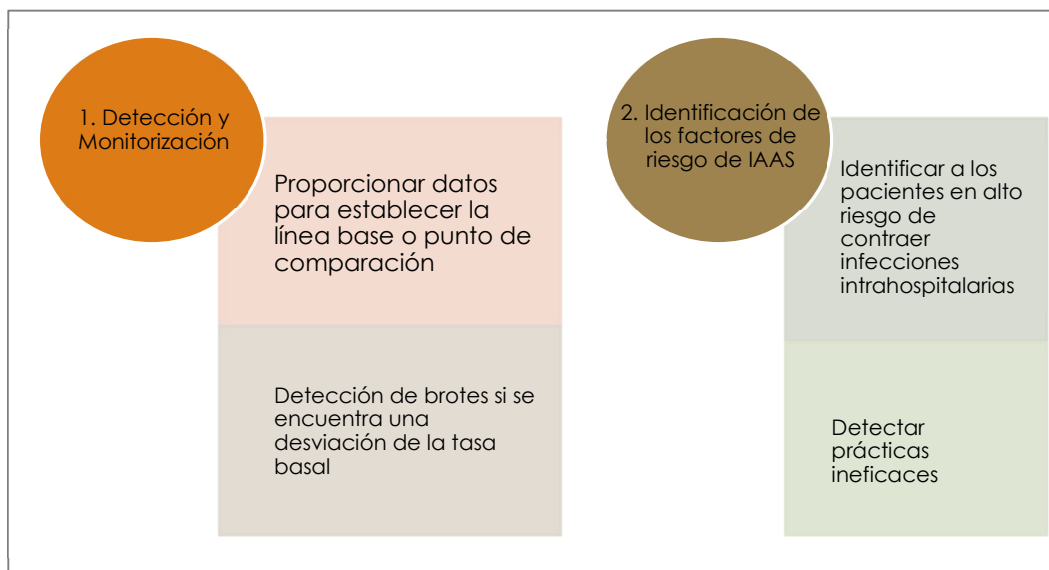 1. Detección y
Monitorización
Proporcionar datos
para establecer la
línea base o punto de
comparación
Detección de brotes si se
encuentra una
desviación de la tasa
basal
2. Identificación de
los factores de
riesgo de IAAS
Identificar a los
pacientes en alto
riesgo de
contraer
infecciones
intrahospitalarias
Detectar
prácticas
ineficaces